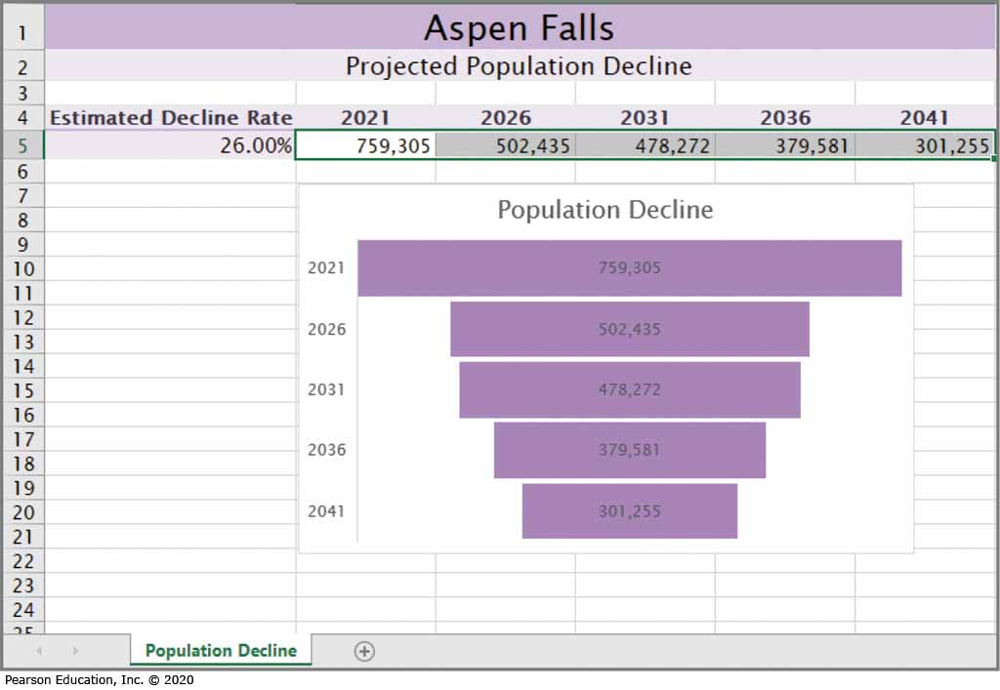 1 Aspen Falls
2 Projected Population Decline
3
4 Estimated Decline Rate 2021 2026 2031 2036 2041
5 26.00% 759,305 502,435 478,272 379,581 301,255
6
7 Population Decline
8
9
10 2021 759,305
11
12 2026 502,435
13
14
15 2031 478,272
16
17 2036 379,581
18
19
20 2041 301,255
21
22
23
24
25
Population Decline
Pearson Education, Inc. © 2020